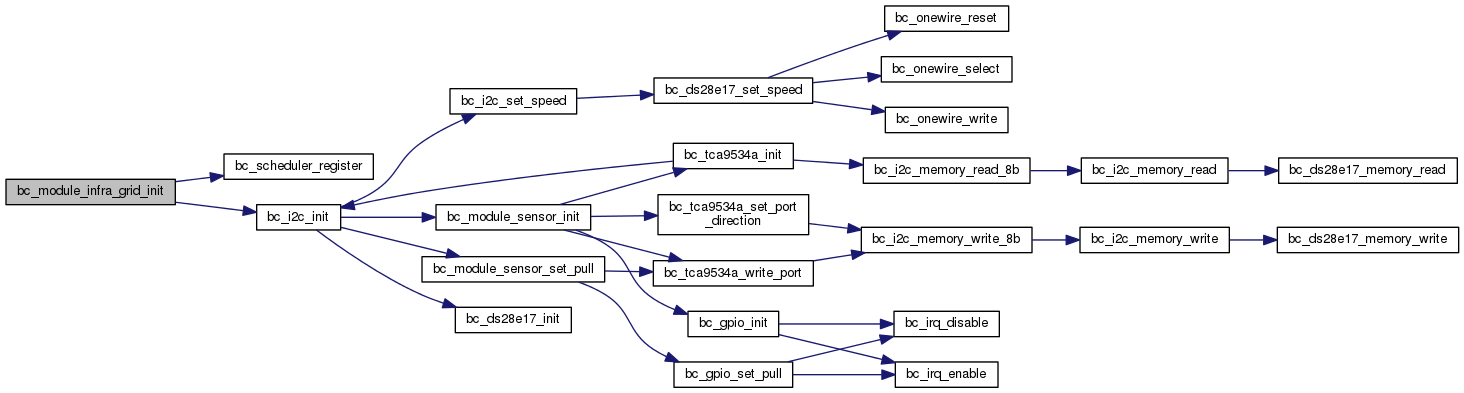 bc_module_infra_grid_init
bc_scheduler_register
bc_i2c_init
bc_i2c_set_speed
bc_module_sensor_init
bc_module_sensor_set_pull
bc_ds28e17_init
bc_ds28e17_set_speed
bc_tca9534a_init
bc_tca9534a_set_port
_direction
bc_tca9534a_write_port
bc_gpio_init
bc_gpio_set_pull
bc_onewire_reset
bc_onewire_select
bc_onewire_write
bc_i2c_memory_read_8b
bc_i2c_memory_write_8b
bc_irq_disable
bc_irq_enable
bc_i2c_memory_read
bc_i2c_memory_write
bc_ds28e17_memory_read
bc_ds28e17_memory_write